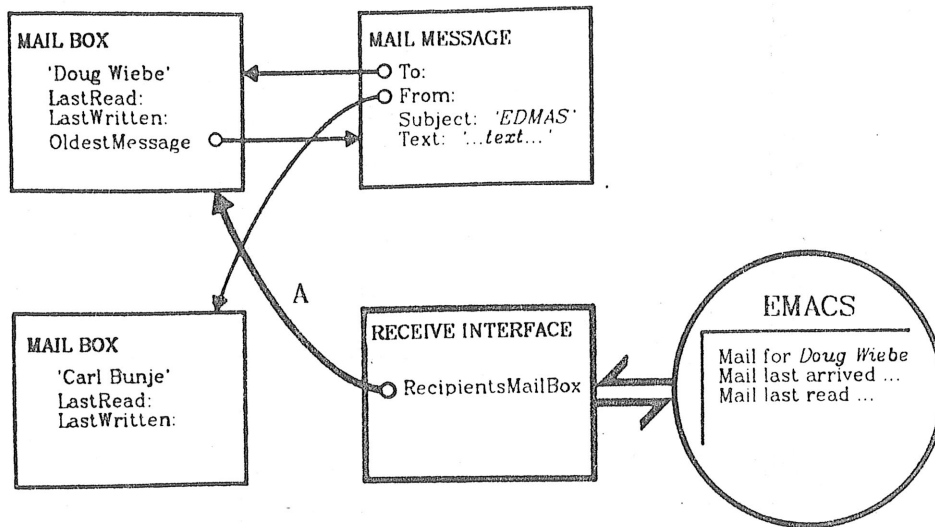 MAIL BOX
'Doug Wiebe'
LastRead:
LastWritten:
OldestMessage
MAIL MESSAGE
To:
From:
Subject: 'EDMAS'
Text: '...text...'
A
MAIL BOX
'Carl Bunje'
LastRead:
LastWritten:
RECEIVE INTERFACE
RecipientsMailBox
EMACS
Mail for Doug Wiebe
Mail last arrived ...
Mail last read ...